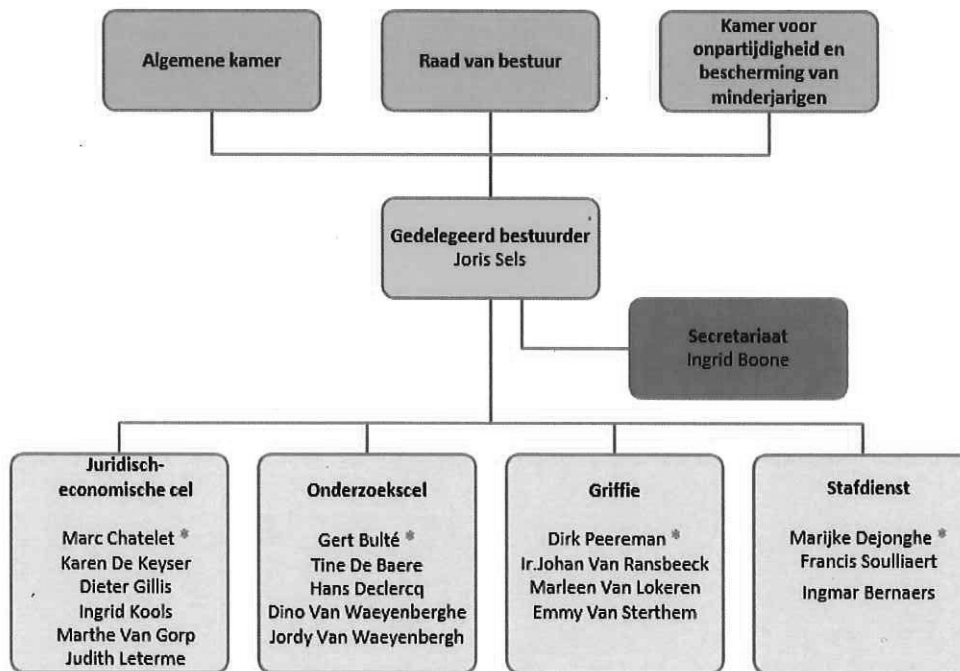 Algemene kamer
Raad van bestuur
Kamer voor
onpartijdigheid en
bescherming van
minderjarigen
Gedelegeerd bestuurder
Joris Sels
Secretariaat
Ingrid Boone
Juridisch-
economische cel
Marc Chatelet *
Karen De Keyser
Dieter Gillis
Ingrid Kools
Marthe Van Gorp
Judith Leterme
Onderzoekscel
Gert Bulté *
Tine De Baere
Hans Declercq
Dino Van Waeyenberghe
Jordy Van Waeyenbergh
Griffie
Dirk Peereman *
Ir.Johan Van Ransbeeck
Marleen Van Lokeren
Emmy Van Sterthem
Stafdienst
Marijke Dejonghe *
Francis Soulliaert
Ingmar Bernaers